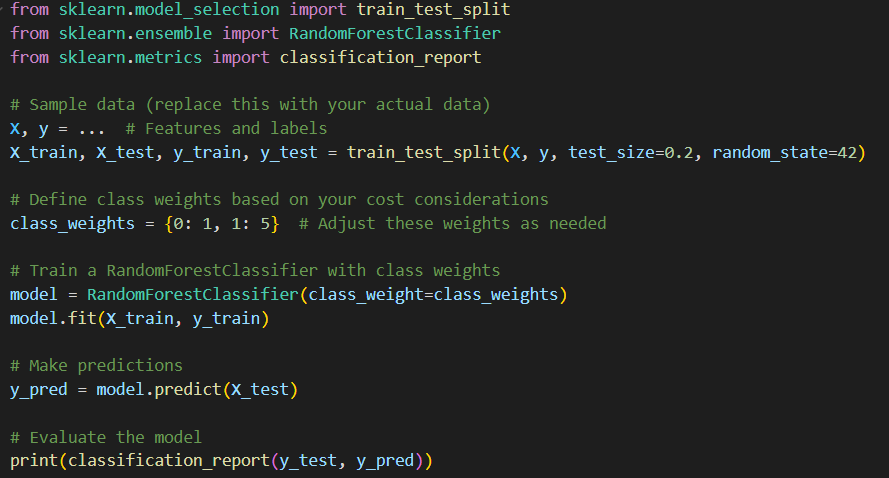 from sklearn.model_selection import train_test_split
from sklearn.ensemble import RandomForestClassifier
from sklearn.metrics import classification_report
# Sample data (replace this with your actual data)
X, y = ...  # Features and labels
X_train, X_test, y_train, y_test = train_test_split(X, y, test_size=0.2, random_state=42)
# Define class weights based on your cost considerations
class_weights = {0: 1, 1: 5}  # Adjust these weights as needed
# Train a RandomForestClassifier with class weights
model = RandomForestClassifier(class_weight=class_weights)
model.fit(X_train, y_train)
# Make predictions
y_pred = model.predict(X_test)
# Evaluate the model
print(classification_report(y_test, y_pred))